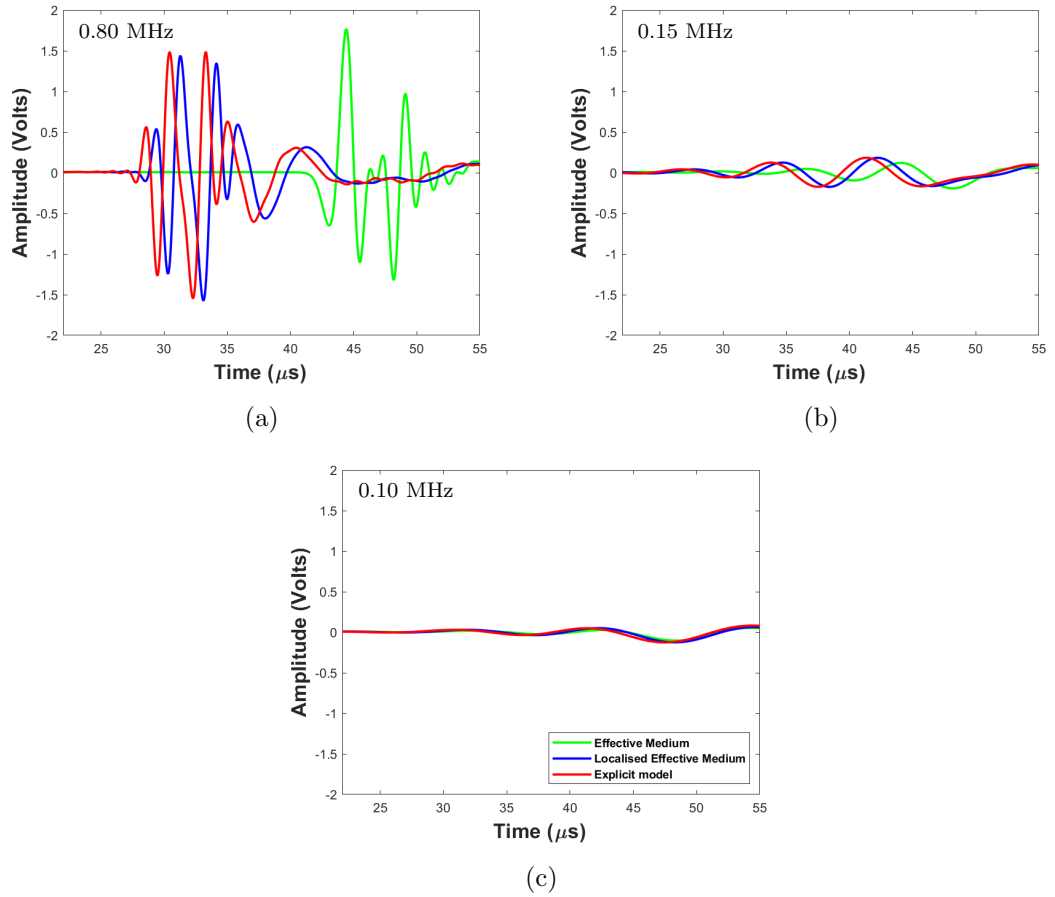 0.80 MHz
2
1.5
1
0.5
0
-0.5
-1
-1.5
-2
25 30 35 40 45 50 55
Amplitude (Volts)
Time (μs)
(a)
0.15 MHz
2
1.5
1
0.5
0
-0.5
-1
-1.5
-2
25 30 35 40 45 50 55
Amplitude (Volts)
Time (μs)
(b)
0.10 MHz
2
1.5
1
0.5
0
-0.5
-1
-1.5
-2
25 30 35 40 45 50 55
Amplitude (Volts)
Time (μs)
Effective Medium
Localised Effective Medium
Explicit model
(c)